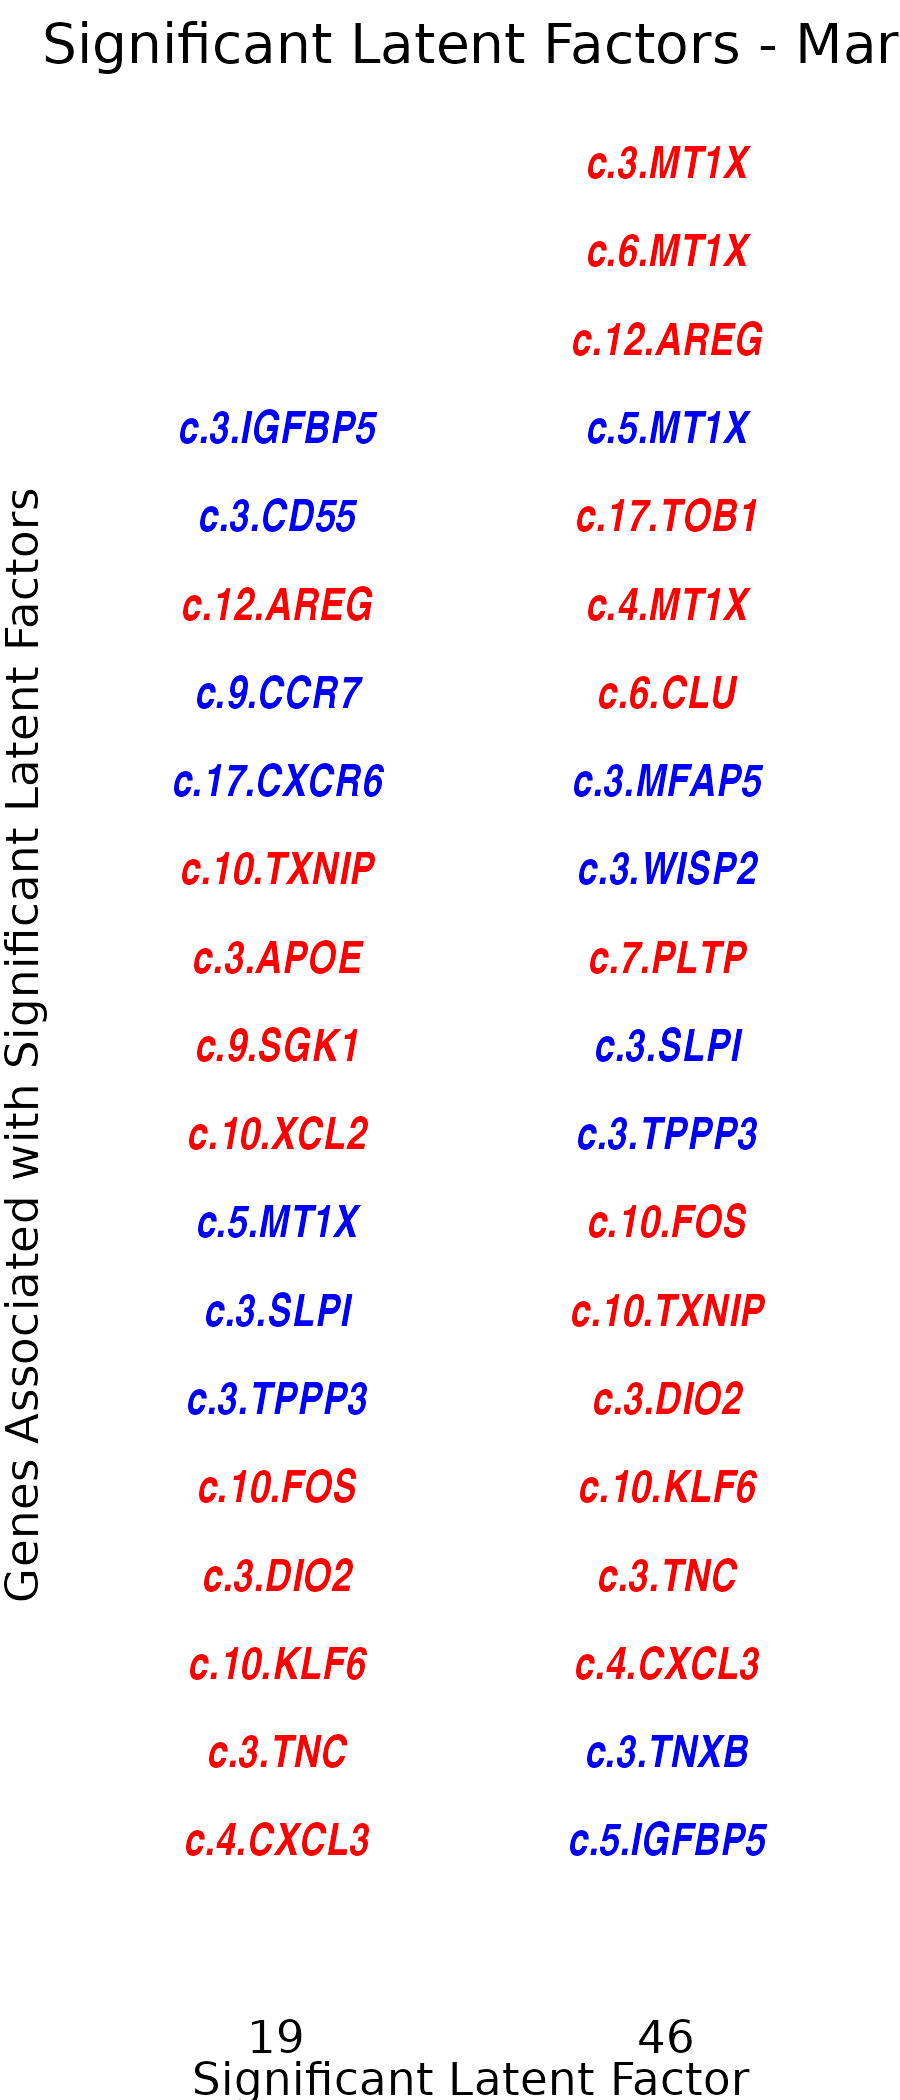 Significant Latent Factors - Mar
Genes Associated with Significant Latent Factors
c.3.IGFBP5
c.3.CD55
c.12.AREG
c.9.CCR7
c.17.CXCR6
c.10.TXNIP
c.3.APOE
c.9.SGK1
c.10.XCL2
c.5.MT1X
c.3.SLPI
c.3.TPPP3
c.10.FOS
c.3.DIO2
c.10.KLF6
c.3.TNC
c.4.CXCL3
c.3.MT1X
c.6.MT1X
c.12.AREG
c.5.MT1X
c.17.TOB1
c.4.MT1X
c.6.CLU
c.3.MFAP5
c.3.WISP2
c.7.PLTP
c.3.SLPI
c.3.TPPP3
c.10.FOS
c.10.TXNIP
c.3.DIO2
c.10.KLF6
c.3.TNC
c.4.CXCL3
c.3.TNXB
c.5.IGFBP5
19
46
Significant Latent Factor